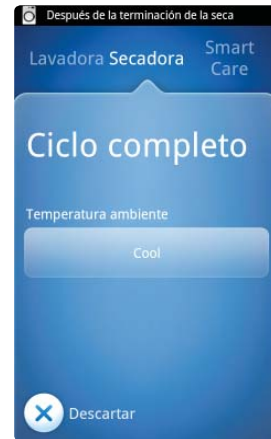 Después de la terminación de la seca
Lavadora Secadora Smart Care
Ciclo completo
Temperatura ambiente
Cool
Descartar